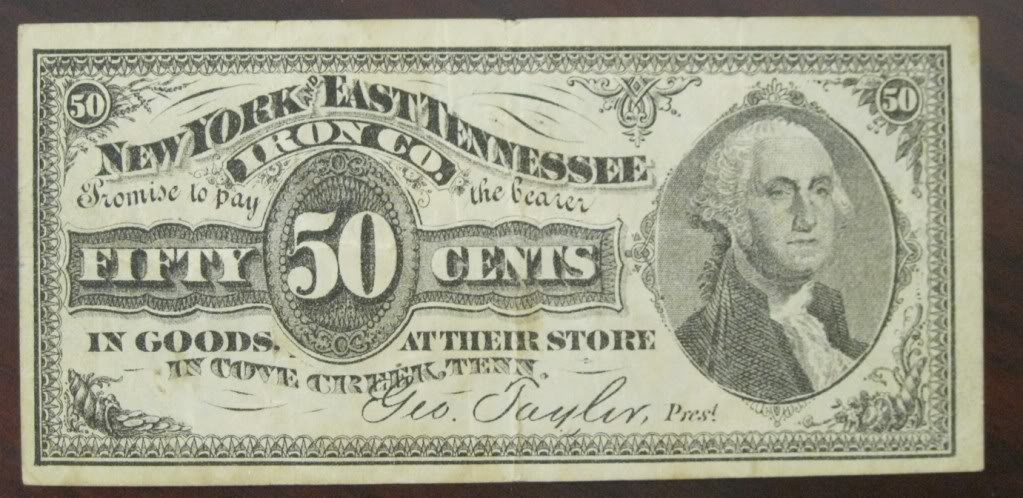 50 50
NEW YORK AND EAST TENNESSEE
IRON CO.
Promise to pay the bearer
FIFTY 50 CENTS
IN GOODS. AT THEIR STORE
IN COVE CREEK, TENN.
Geo. Taylor, Prest